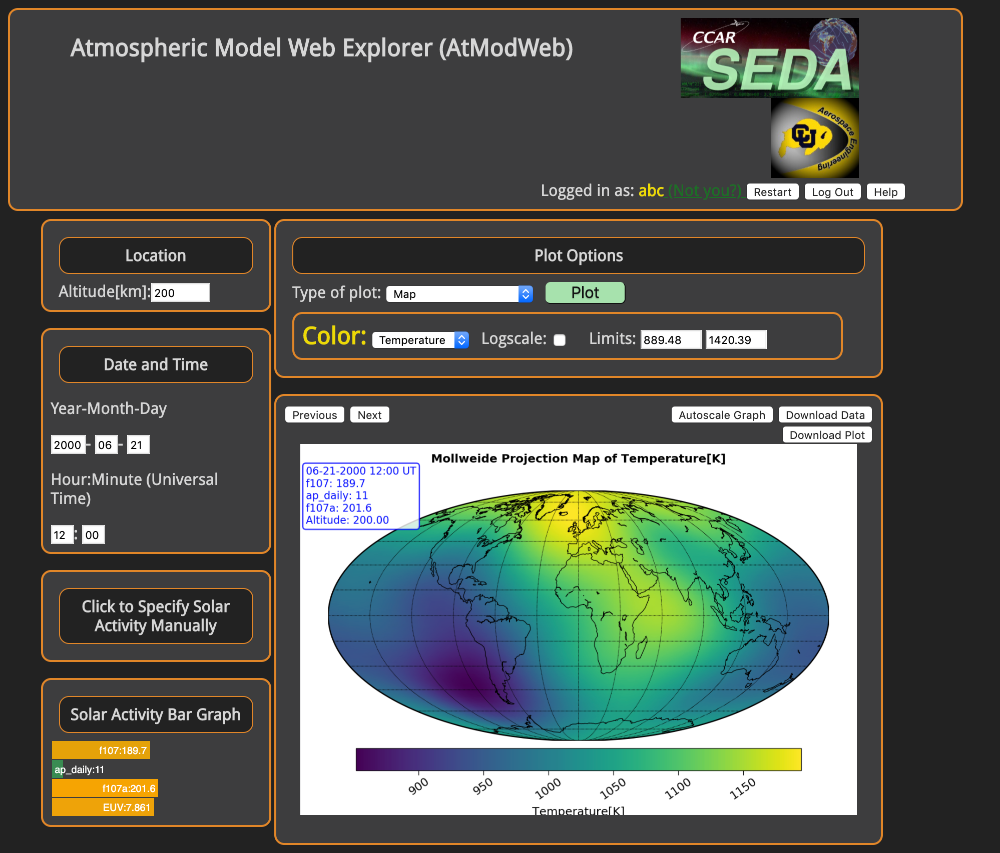 Atmospheric Model Web Explorer (AtModWeb)
CCAR
SEDA
Aerospace Engineering
CU
Logged in as: abc (Not you?) Restart Log Out Help
Location
Altitude[km]: 200
Date and Time
Year-Month-Day
2000 - 06 - 21
Hour:Minute (Universal
Time)
12 : 00
Click to Specify Solar
Activity Manually
Solar Activity Bar Graph
f107:189.7
ap_daily:11
f107a:201.6
EUV:7.861
Plot Options
Type of plot: Map Plot
Color: Temperature Logscale: Limits: 889.48 1420.39
Previous Next Autoscale Graph Download Data
Download Plot
Mollweide Projection Map of Temperature[K]
06-21-2000 12:00 UT
f107: 189.7
ap_daily: 11
f107a: 201.6
Altitude: 200.00
900 950 1000 1050 1100 1150
Temperature[K]